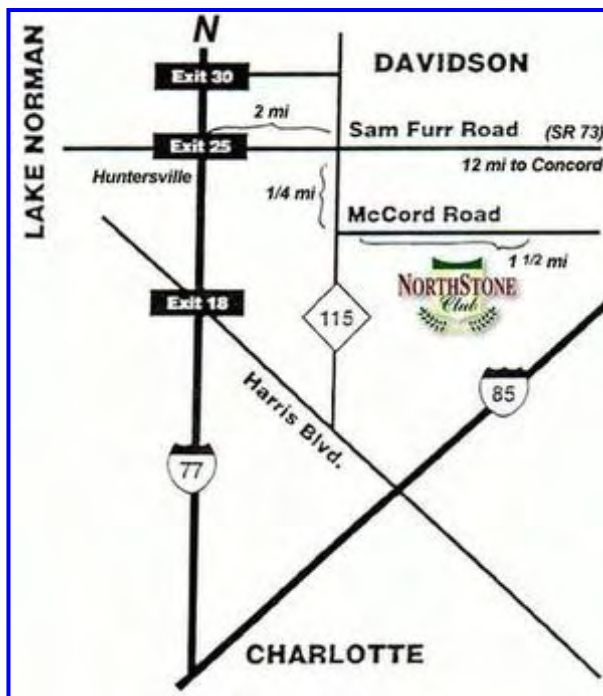 N
Exit 30
DAVIDSON
LAKE NORMAN
2 mi
Sam Furr Road (SR 73)
Exit 25
12 mi to Concord
Huntersville
1/4 mi
McCord Road
1 1/2 mi
NORTHSTONE
Club
Exit 18
115
85
Harris Blvd.
77
CHARLOTTE